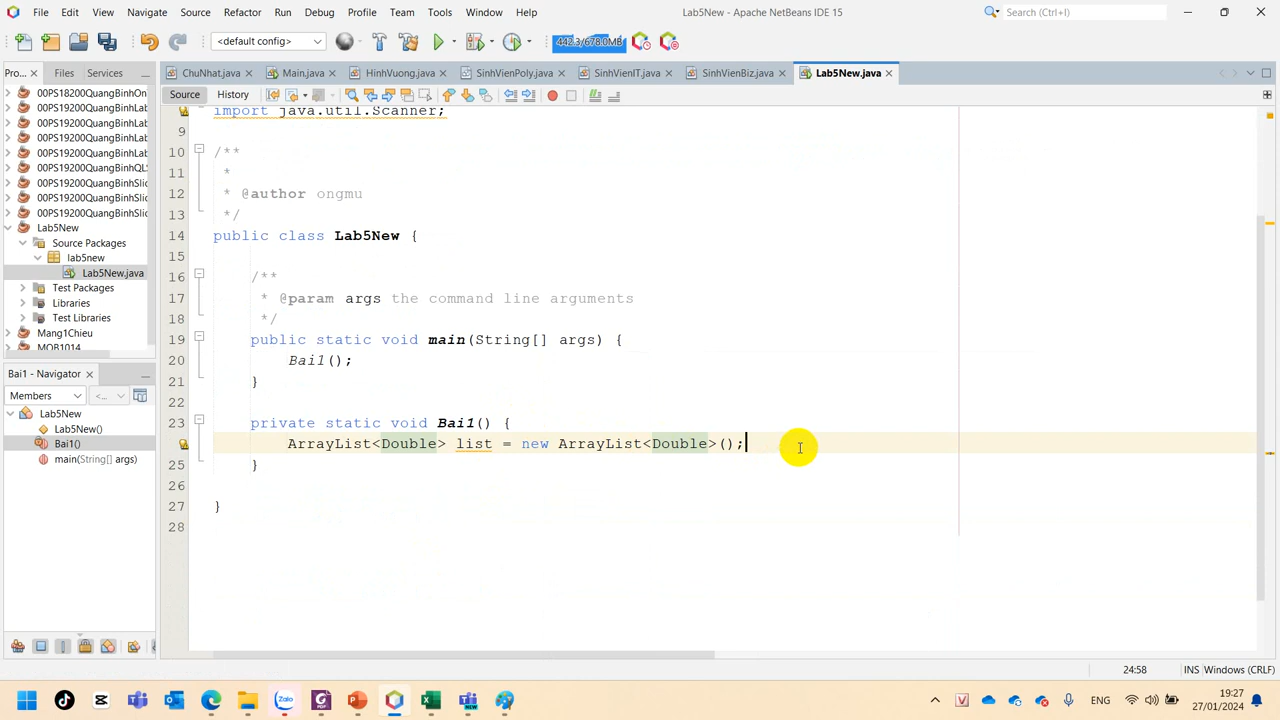 File Edit View Navigate Source Refactor Run Debug Profile Team Tools Window Help
Lab5New - Apache NetBeans IDE 15
Search (Ctrl+I)
<default config>
442.3/678.0MB
Pro... Files Services
ChuNhat.java Main.java HinhVuong.java SinhVienPoly.java SinhVienIT.java SinhVienBiz.java Lab5New.java
Source History
00PS18200QuangBinhOn
00PS19200QuangBinhLab
00PS19200QuangBinhLab
00PS19200QuangBinhLab
00PS19200QuangBinhLab
00PS19200QuangBinhQL
00PS19200QuangBinhSlic
00PS19200QuangBinhSlic
00PS19200QuangBinhSlic
Lab5New
Source Packages
lab5new
Lab5New.java
Test Packages
Libraries
Test Libraries
Mang1Chieu
MOB1014
Bai1() - Navigator
Members
<...
Lab5New
Lab5New()
Bai1()
main(String[] args)
import java.util.Scanner;
9
10 /**
11 *
12 * @author ongmu
13 */
14 public class Lab5New {
15
16 /**
17 * @param args the command line arguments
18 */
19 public static void main(String[] args) {
20 Bai1();
21 }
22
23 private static void Bai1() {
ArrayList<Double> list = new ArrayList<Double>();
25 }
26
27 }
28
24:58 INS Windows (CRLF)
Zalo
ENG
19:27
27/01/2024